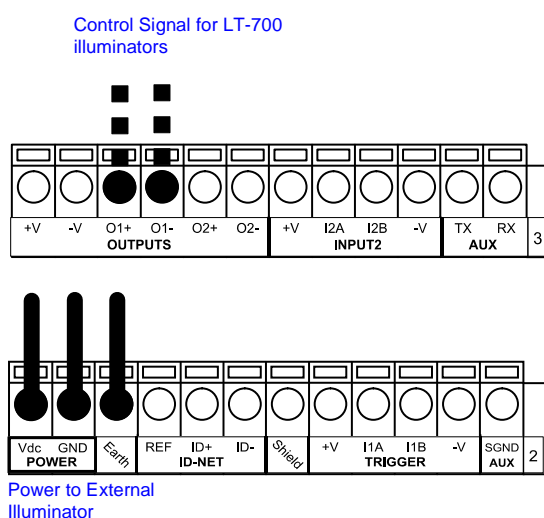 Control Signal for LT-700
illuminators
+V -V O1+ O1- O2+ O2- +V I2A I2B -V TX RX
OUTPUTS INPUT2 AUX 3
Vdc GND Earth REF ID+ ID- Shield +V I1A I1B -V SGND
POWER ID-NET TRIGGER AUX 2
Power to External
Illuminator